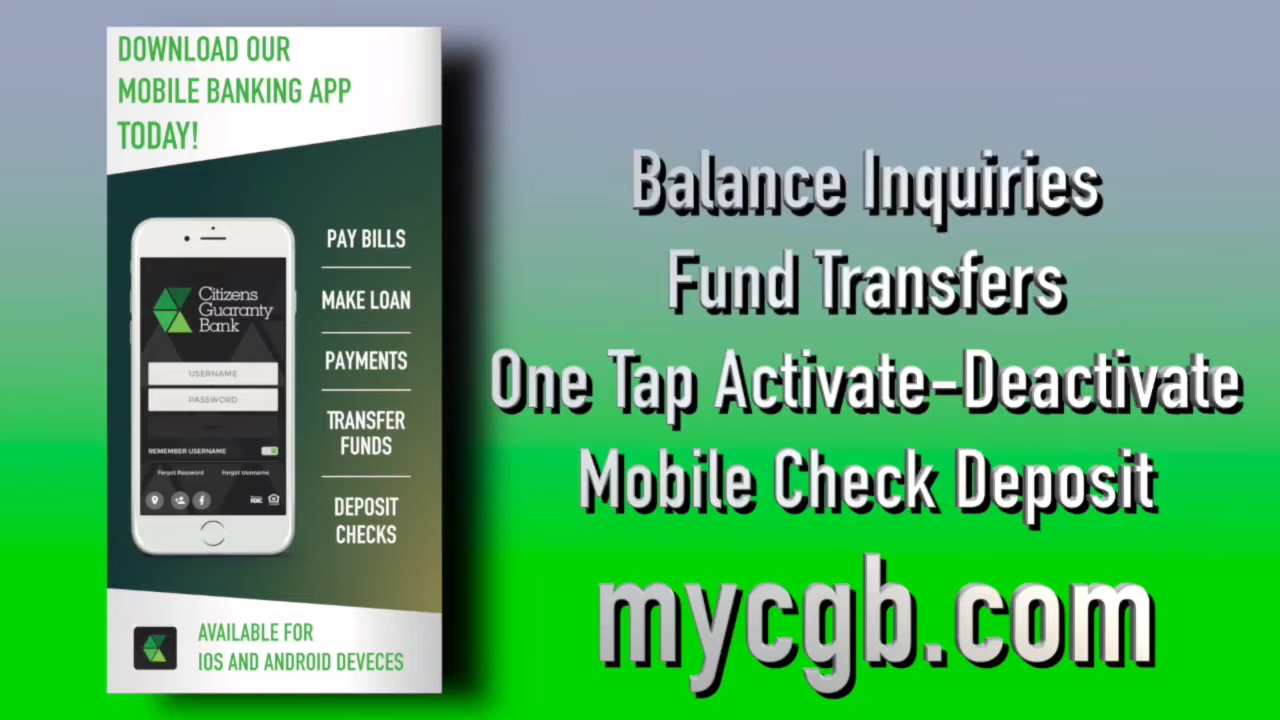 DOWNLOAD OUR
MOBILE BANKING APP
TODAY!
PAY BILLS
MAKE LOAN
PAYMENTS
TRANSFER
FUNDS
DEPOSIT
CHECKS
Citizens
Guaranty
Bank
USERNAME
PASSWORD
REMEMBER USERNAME
Forgot Password Forgot Username
FDIC
AVAILABLE FOR
IOS AND ANDROID DEVECES
Balance Inquiries
Fund Transfers
One Tap Activate-Deactivate
Mobile Check Deposit
mycgb.com